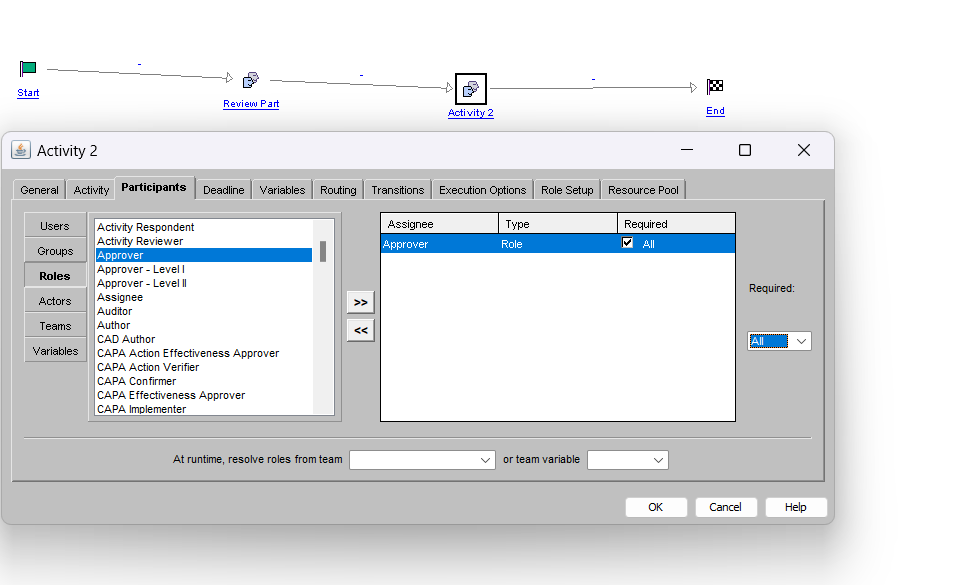 -
-
-
Start
Review Part
Activity 2
End
Activity 2
General Activity Participants Deadline Variables Routing Transitions Execution Options Role Setup Resource Pool
Users
Groups
Roles
Actors
Teams
Variables
Activity Respondent
Activity Reviewer
Approver
Approver - Level I
Approver - Level II
Assignee
Auditor
Author
CAD Author
CAPA Action Effectiveness Approver
CAPA Action Verifier
CAPA Confirmer
CAPA Effectiveness Approver
CAPA Implementer
>>
<<
Assignee Type Required
Approver Role All
Required:
All
At runtime, resolve roles from team or team variable
OK Cancel Help